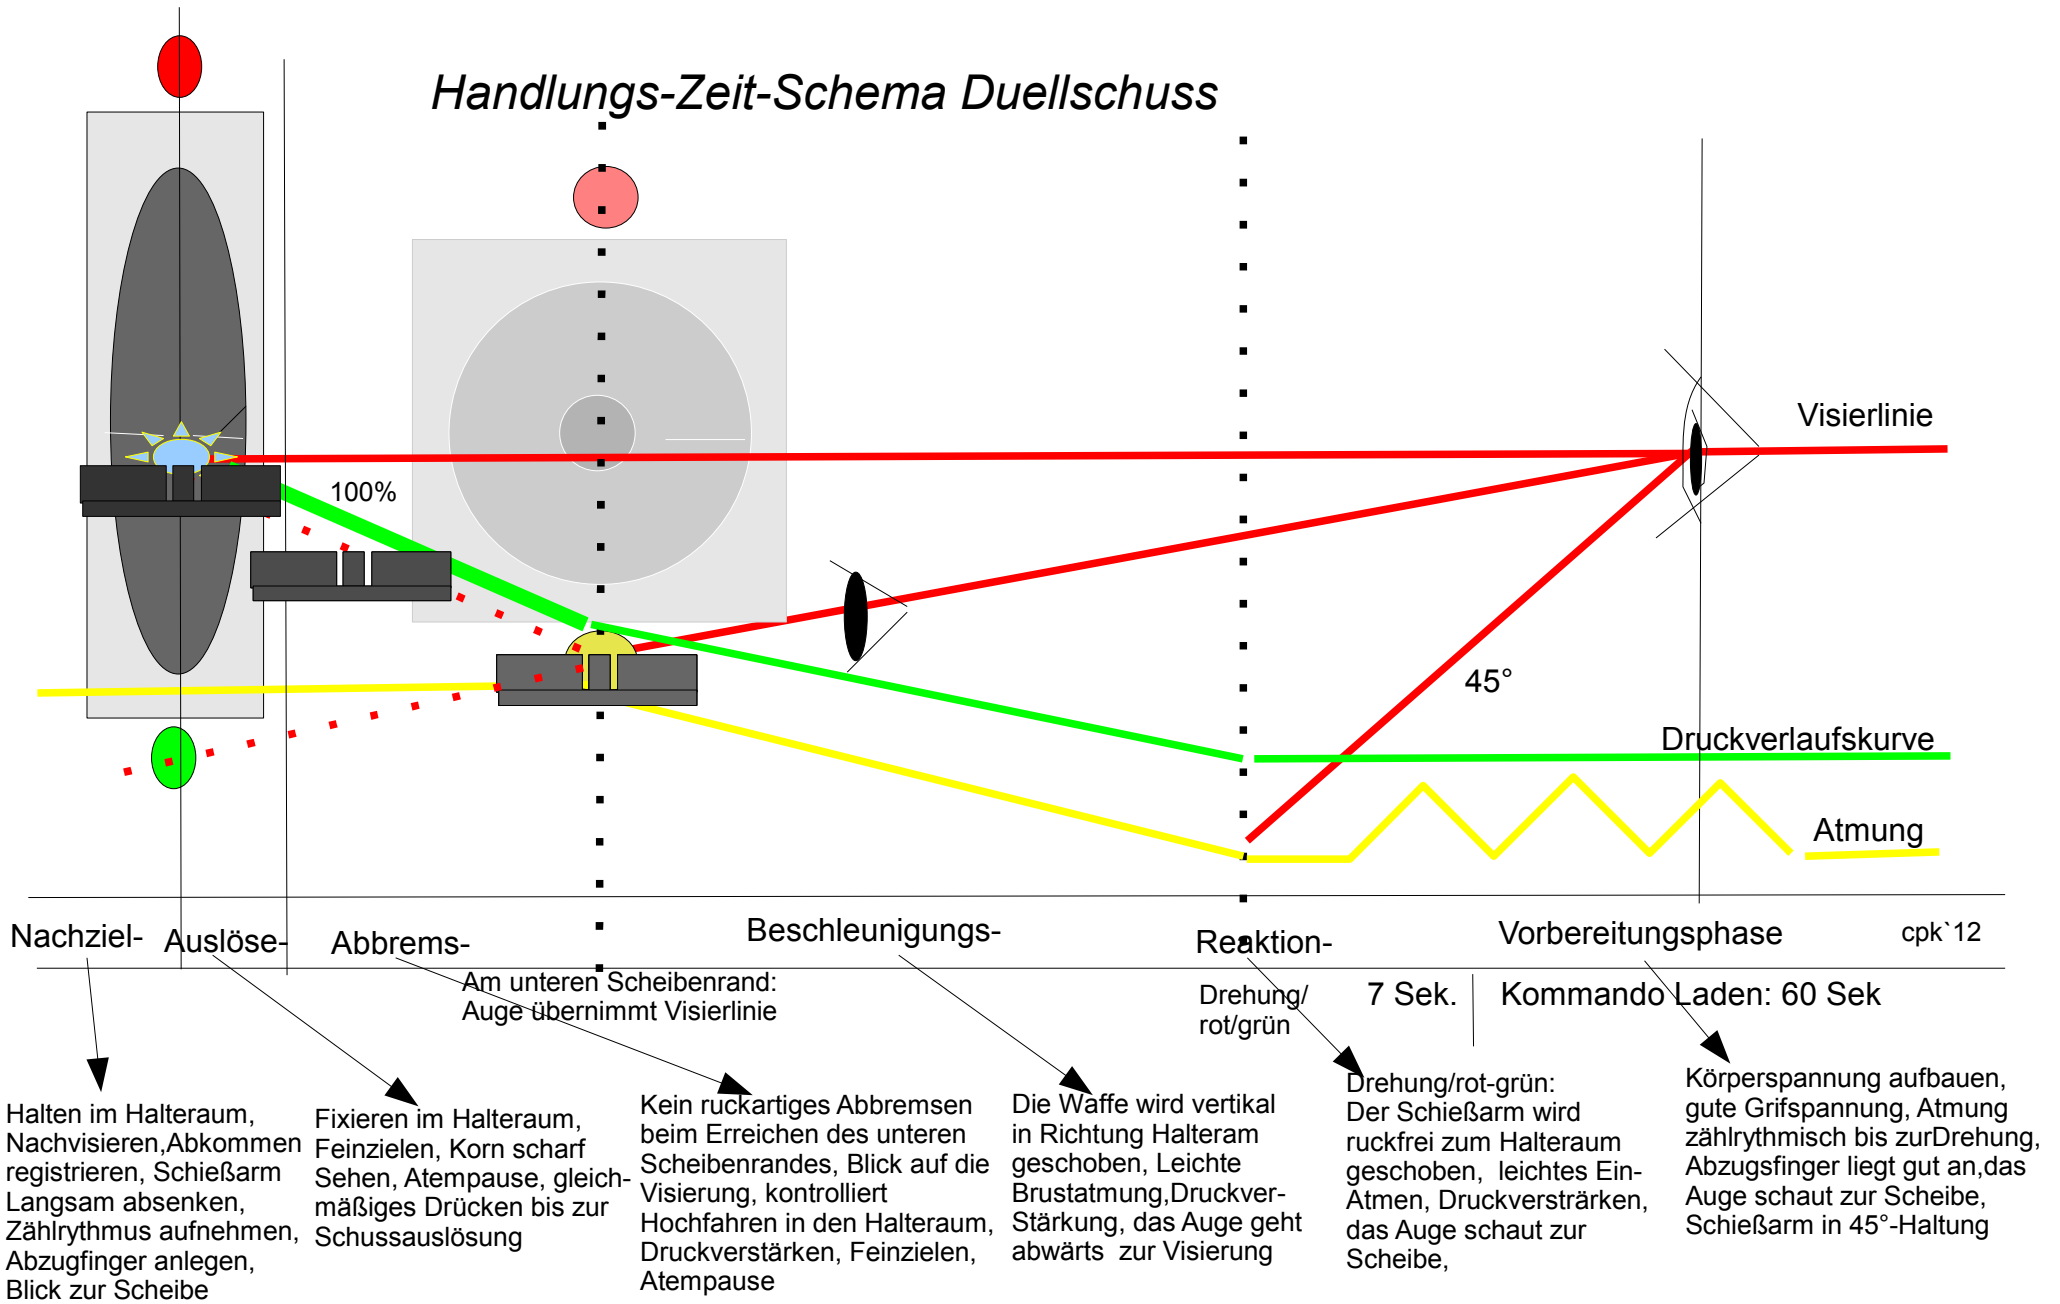 Handlungs-Zeit-Schema Duellschuss
Visierlinie
100%
45°
Druckverlaufskurve
Atmung
Nachziel-
Auslöse-
Abbrems-
Beschleunigungs-
Reaktion-
Vorbereitungsphase
cpk`12
Am unteren Scheibenrand:
Auge übernimmt Visierlinie
Drehung/
rot/grün
7 Sek.
Kommando Laden: 60 Sek
Halten im Halteraum,
Nachvisieren,Abkommen
registrieren, Schießarm
Langsam absenken,
Zählrythmus aufnehmen,
Abzugfinger anlegen,
Blick zur Scheibe
Fixieren im Halteraum,
Feinzielen, Korn scharf
Sehen, Atempause, gleich-
mäßiges Drücken bis zur
Schussauslösung
Kein ruckartiges Abbremsen
beim Erreichen des unteren
Scheibenrandes, Blick auf die
Visierung, kontrolliert
Hochfahren in den Halteraum,
Druckverstärken, Feinzielen,
Atempause
Die Waffe wird vertikal
in Richtung Halteram
geschoben, Leichte
Brustatmung,Druckver-
Stärkung, das Auge geht
abwärts  zur Visierung
Drehung/rot-grün:
Der Schießarm wird
ruckfrei zum Halteraum
geschoben,  leichtes Ein-
Atmen, Druckversträrken,
das Auge schaut zur
Scheibe,
Körperspannung aufbauen,
gute Grifspannung, Atmung
zählrythmisch bis zurDrehung,
Abzugsfinger liegt gut an,das
Auge schaut zur Scheibe,
Schießarm in 45°-Haltung